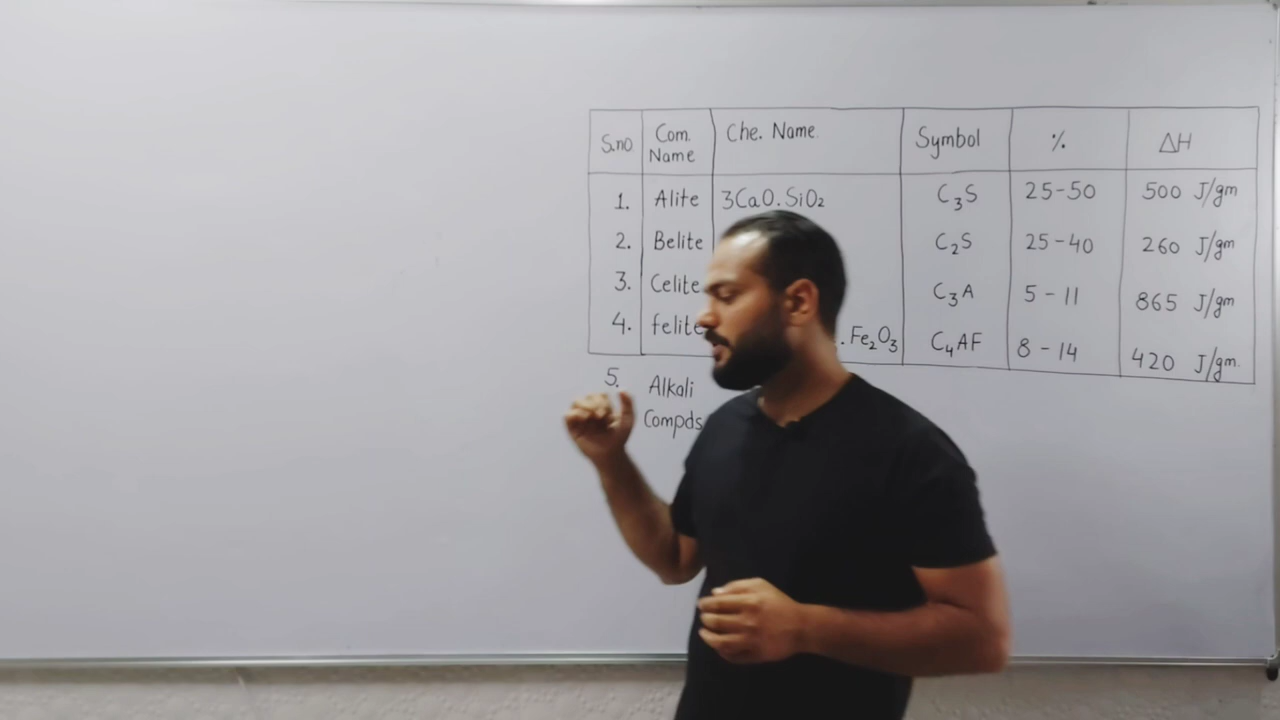 S.no Com. Name Che. Name. Symbol % ΔH
1. Alite 3CaO.SiO₂ C₃S 25-50 500 J/gm
2. Belite C₂S 25-40 260 J/gm
3. Celite C₃A 5-11 865 J/gm
4. felite .Fe₂O₃ C₄AF 8-14 420 J/gm.
5. Alkali
Compds